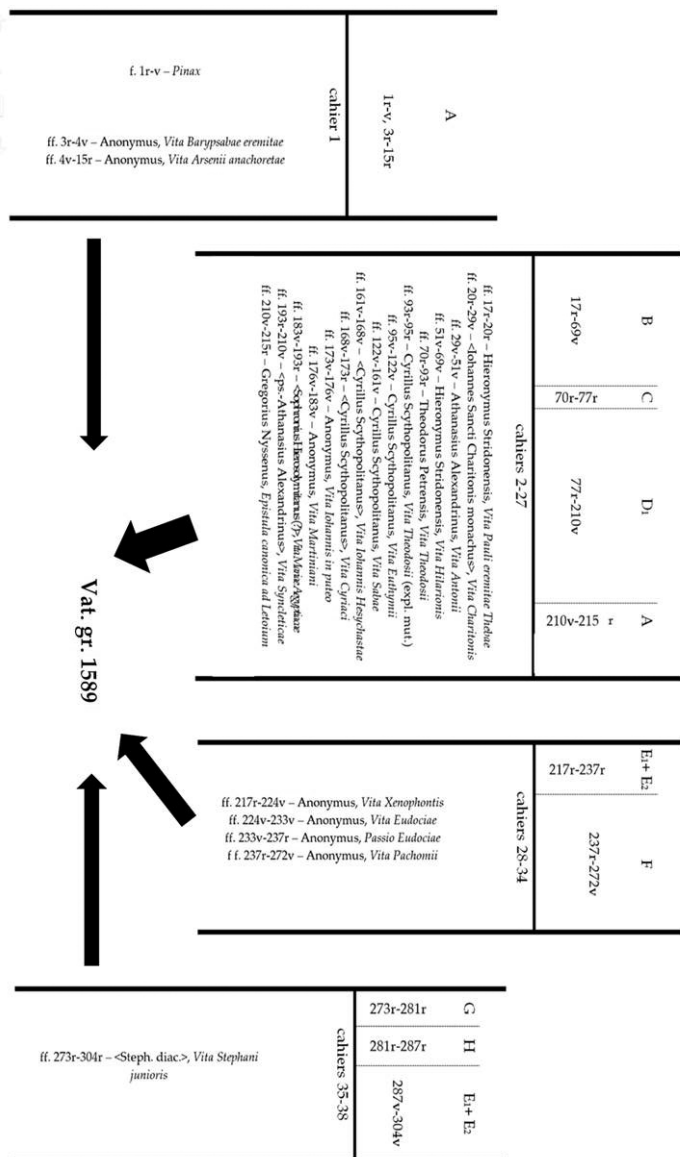 A
1r-v, 3r-15r
cahier 1
f. 1r-v – Pinax
ff. 3r-4v – Anonymus, Vita Barypsabae eremitae
ff. 4v-15r – Anonymus, Vita Arsenii anachoretae
B
C
D1
A
17r-69v
70r-77r
77r-210v
210v-215 r
cahiers 2-27
ff. 17r-20r – Hieronymus Stridonensis, Vita Pauli eremitae Thebae
ff. 20r-29v – <Iohannes Sancti Charitonis monachus>, Vita Charitonis
ff. 29v-51v – Athanasius Alexandrinus, Vita Antonii
ff. 51v-69v – Hieronymus Stridonensis, Vita Hilarionis
ff. 70r-93r – Theodorus Petrensis, Vita Theodosii
ff. 93r-95r – Cyrillus Scythopolitanus, Vita Theodosii (expl. mut.)
ff. 95v-122v – Cyrillus Scythopolitanus, Vita Euthymii
ff. 122v-161v – Cyrillus Scythopolitanus, Vita Sabae
ff. 161v-168v – <Cyrillus Scythopolitanus>, Vita Iohannis Hesychastae
ff. 168v-173r – <Cyrillus Scythopolitanus>, Vita Cyriaci
ff. 173v-176v – Anonymus, Vita Iohannis in puteo
ff. 176v-183v – Anonymus, Vita Martiniani
ff. 183v-193r – <Sophronius Hierosolymitanus (?)>, Vita Mariae Aegyptiacae
ff. 193r-210v – <ps.-Athanasius Alexandrinus>, Vita Syncleticae
ff. 210v-215r – Gregorius Nyssenus, Epistula canonica ad Letoium
E1+ E2
F
217r-237r
237r-272v
cahiers 28-34
ff. 217r-224v – Anonymus, Vita Xenophontis
ff. 224v-233v – Anonymus, Vita Eudociae
ff. 233v-237r – Anonymus, Passio Eudociae
f f. 237r-272v – Anonymus, Vita Pachomii
G
H
E1+ E2
273r-281r
281r-287r
287v-304v
cahiers 35-38
ff. 273r-304r – <Steph. diac.>, Vita Stephani
junioris
Vat. gr. 1589